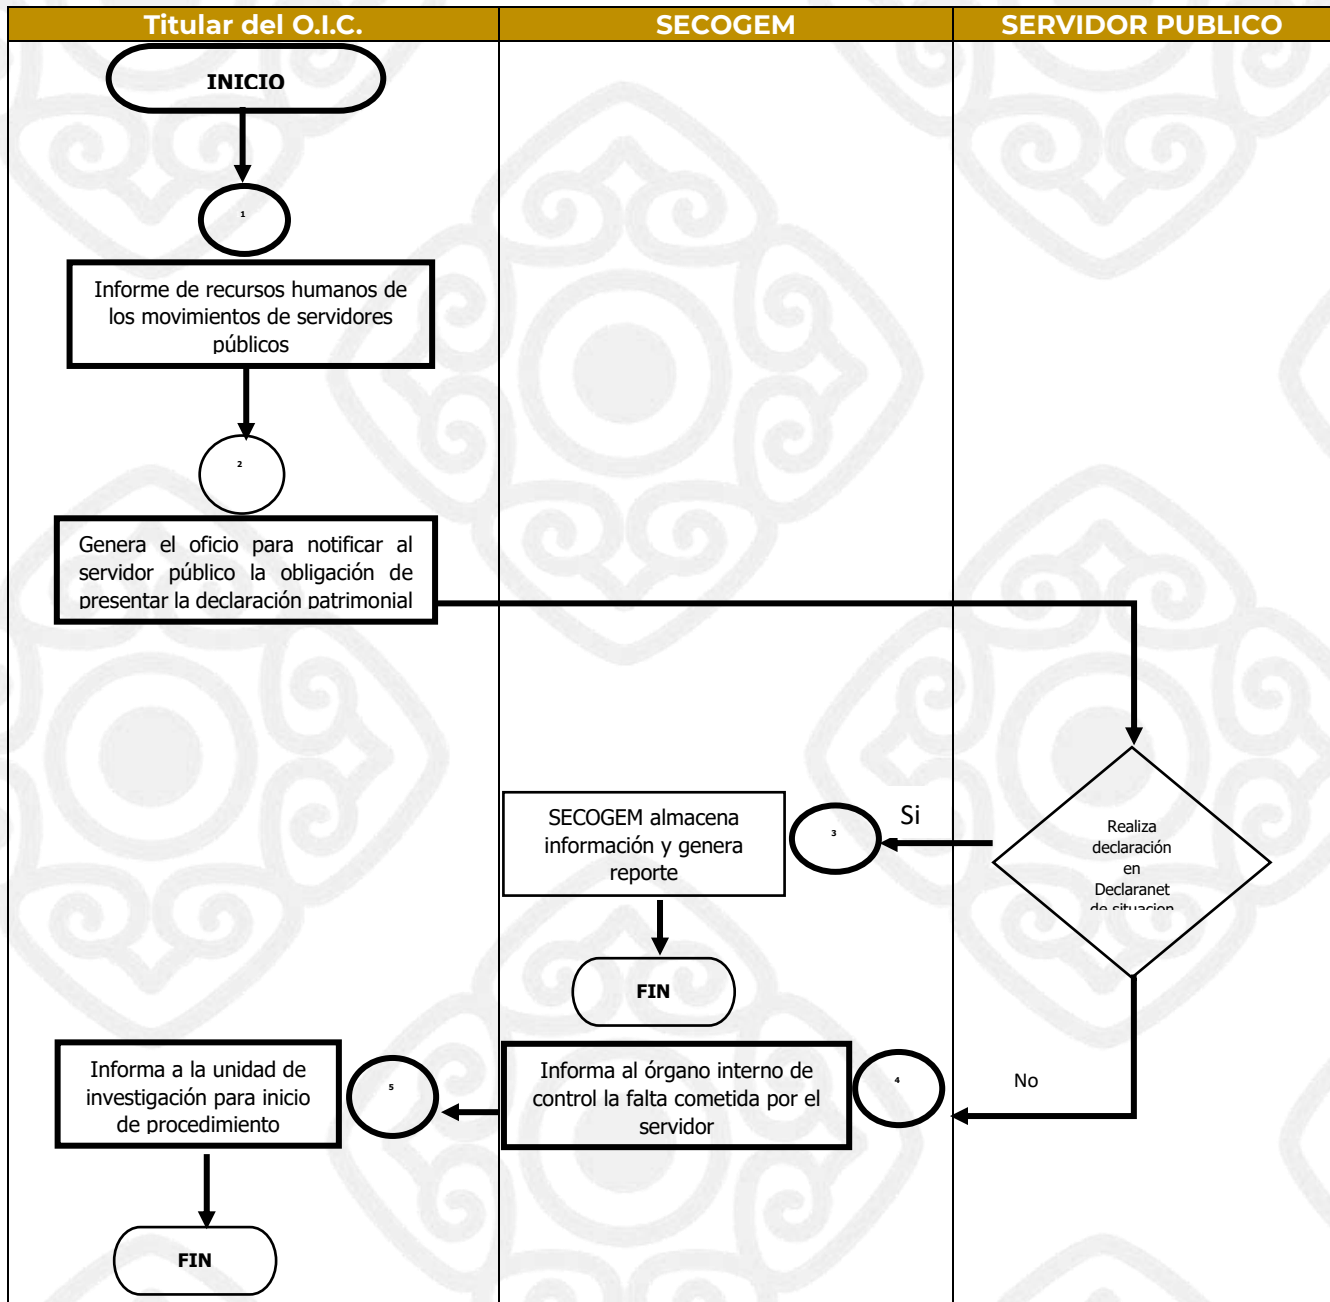 Titular del O.I.C.
SECOGEM
SERVIDOR PUBLICO
INICIO
1
Informe de recursos humanos de
los movimientos de servidores
públicos
2
Genera el oficio para notificar al
servidor público la obligación de
presentar la declaración patrimonial
Realiza
declaración
en
Declaranet
de situacion
Si
3
SECOGEM almacena
información y genera
reporte
FIN
No
4
Informa al órgano interno de
control la falta cometida por el
servidor
5
Informa a la unidad de
investigación para inicio
de procedimiento
FIN